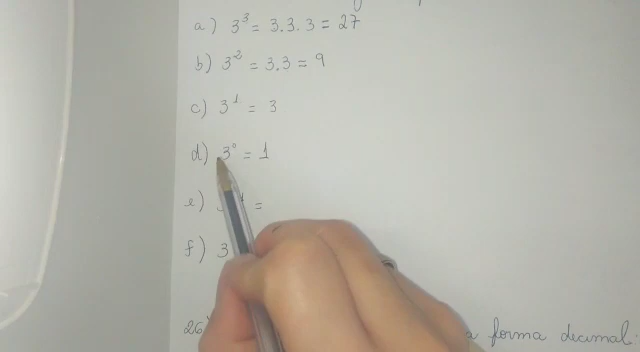 a) 3³ = 3.3.3 = 27
b) 3² = 3.3 = 9
c) 3¹ = 3
d) 3⁰ = 1
e) =
f) 3
26
a forma decimal: